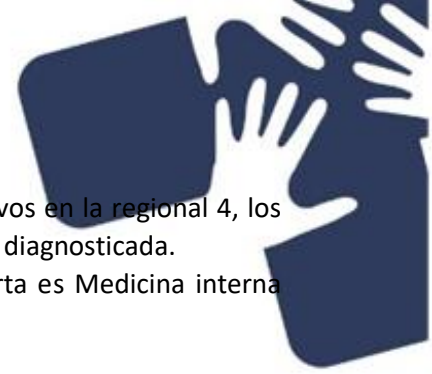 vos en la regional 4, los
diagnosticada.
rta es Medicina interna